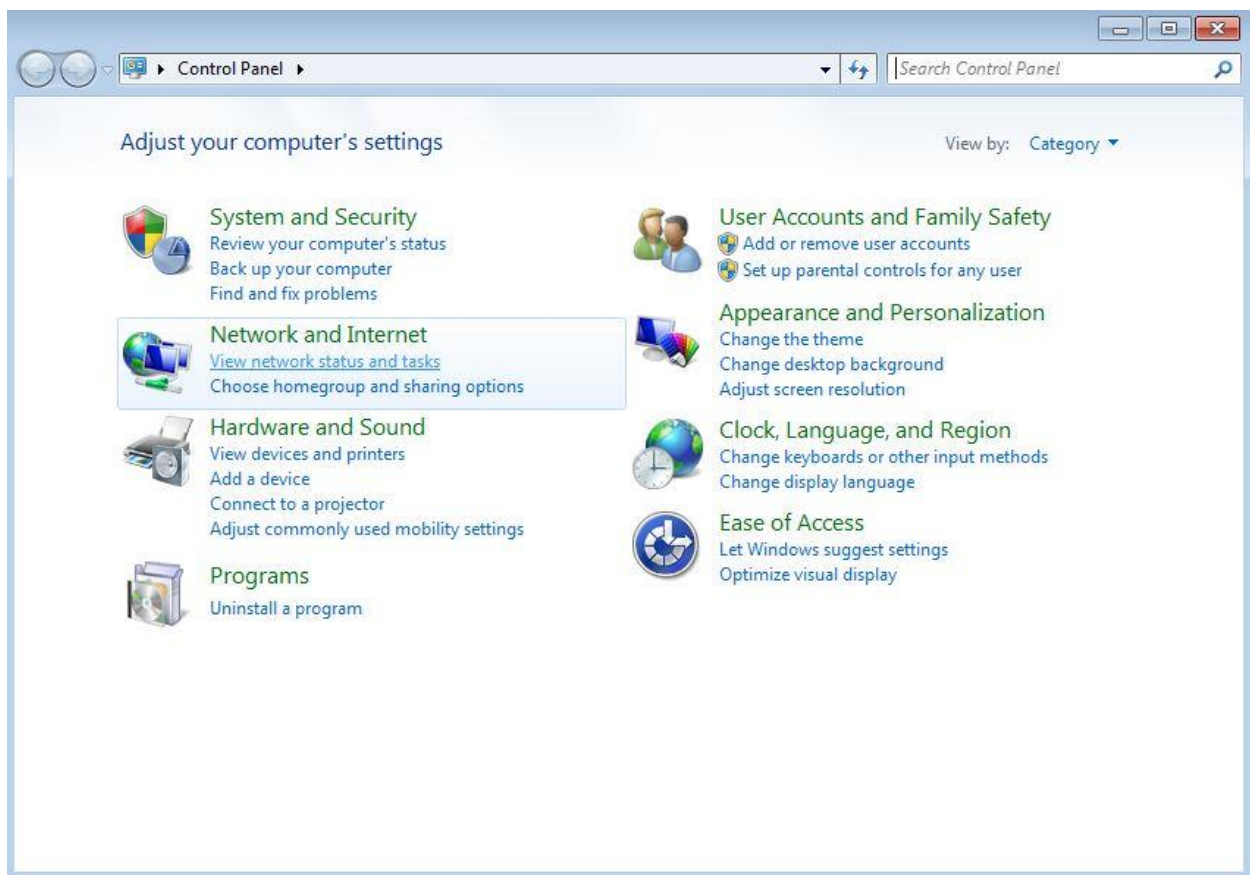 Control Panel
Search Control Panel
Adjust your computer's settings
View by: Category
System and Security
Review your computer's status
Back up your computer
Find and fix problems
Network and Internet
View network status and tasks
Choose homegroup and sharing options
Hardware and Sound
View devices and printers
Add a device
Connect to a projector
Adjust commonly used mobility settings
Programs
Uninstall a program
User Accounts and Family Safety
Add or remove user accounts
Set up parental controls for any user
Appearance and Personalization
Change the theme
Change desktop background
Adjust screen resolution
Clock, Language, and Region
Change keyboards or other input methods
Change display language
Ease of Access
Let Windows suggest settings
Optimize visual display